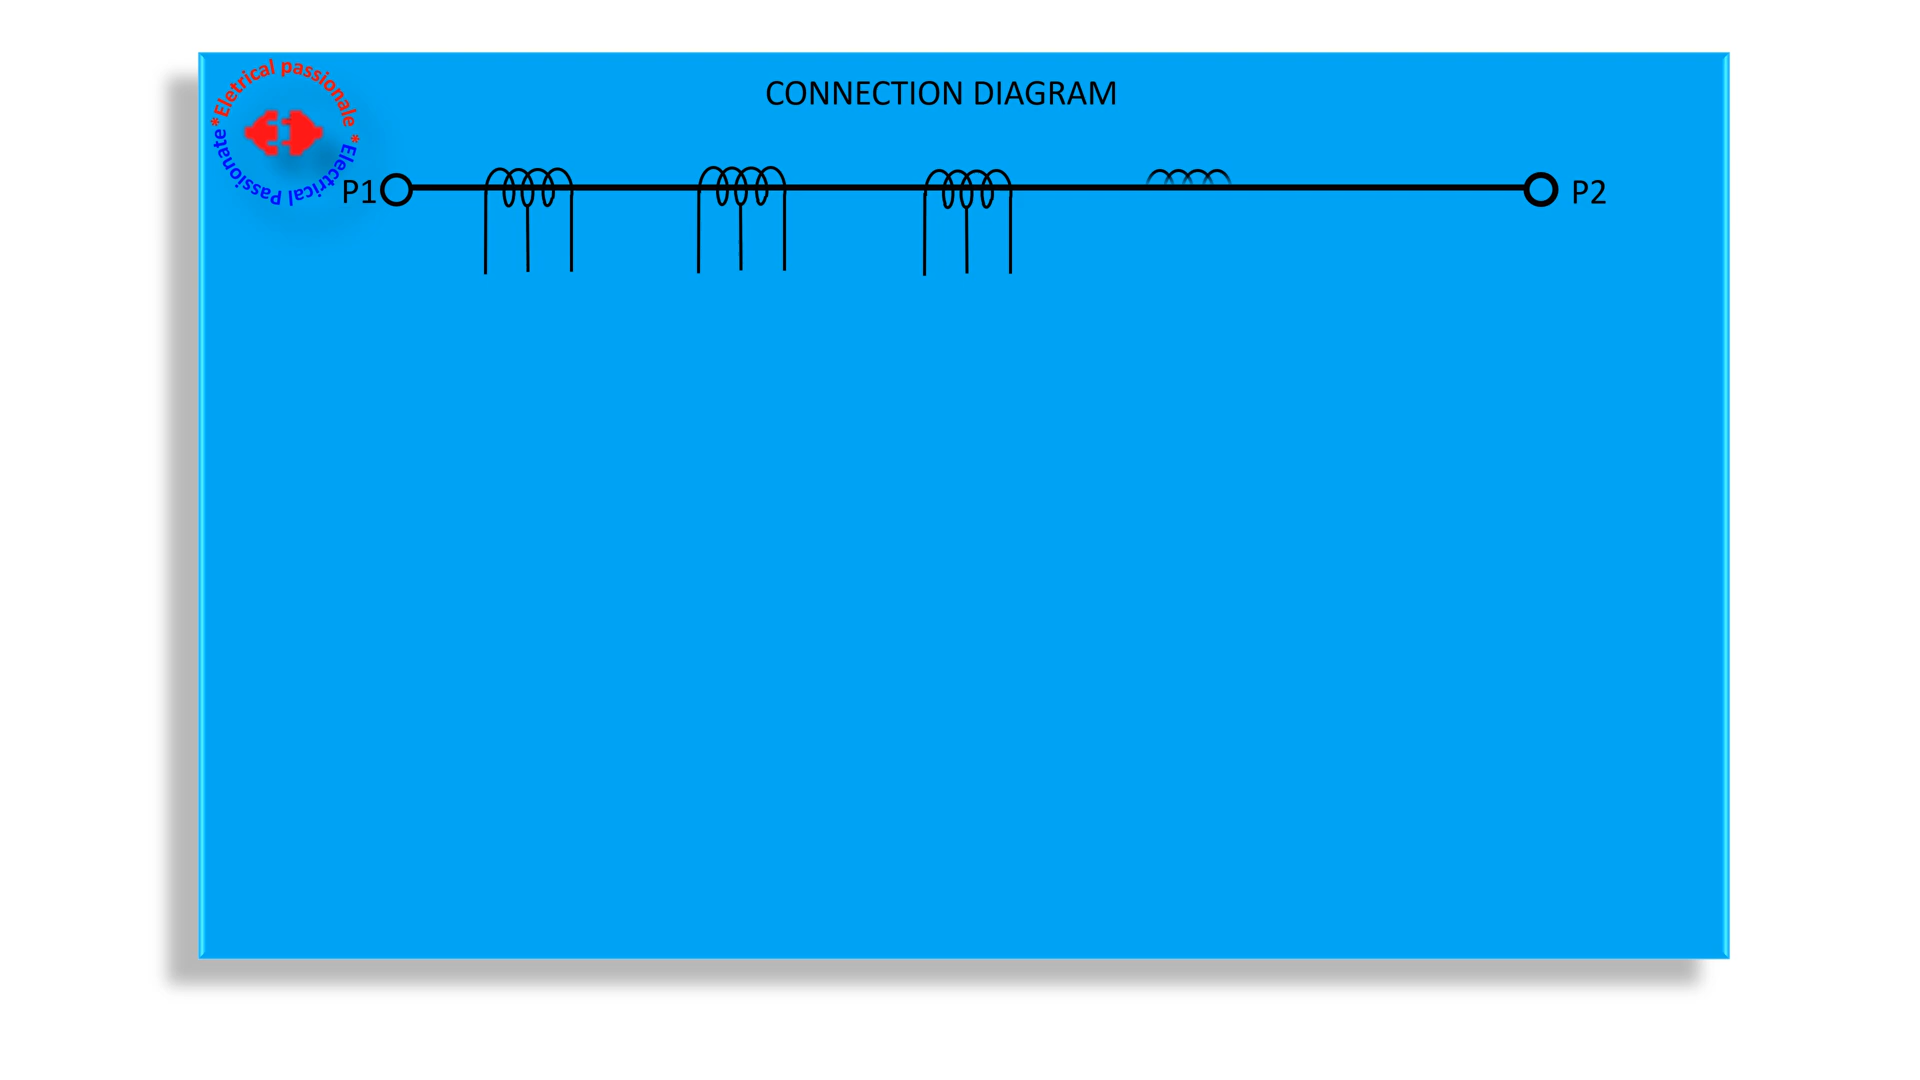 *Eletrical passionale *
Electrical Passionate
CONNECTION DIAGRAM
P1
P2